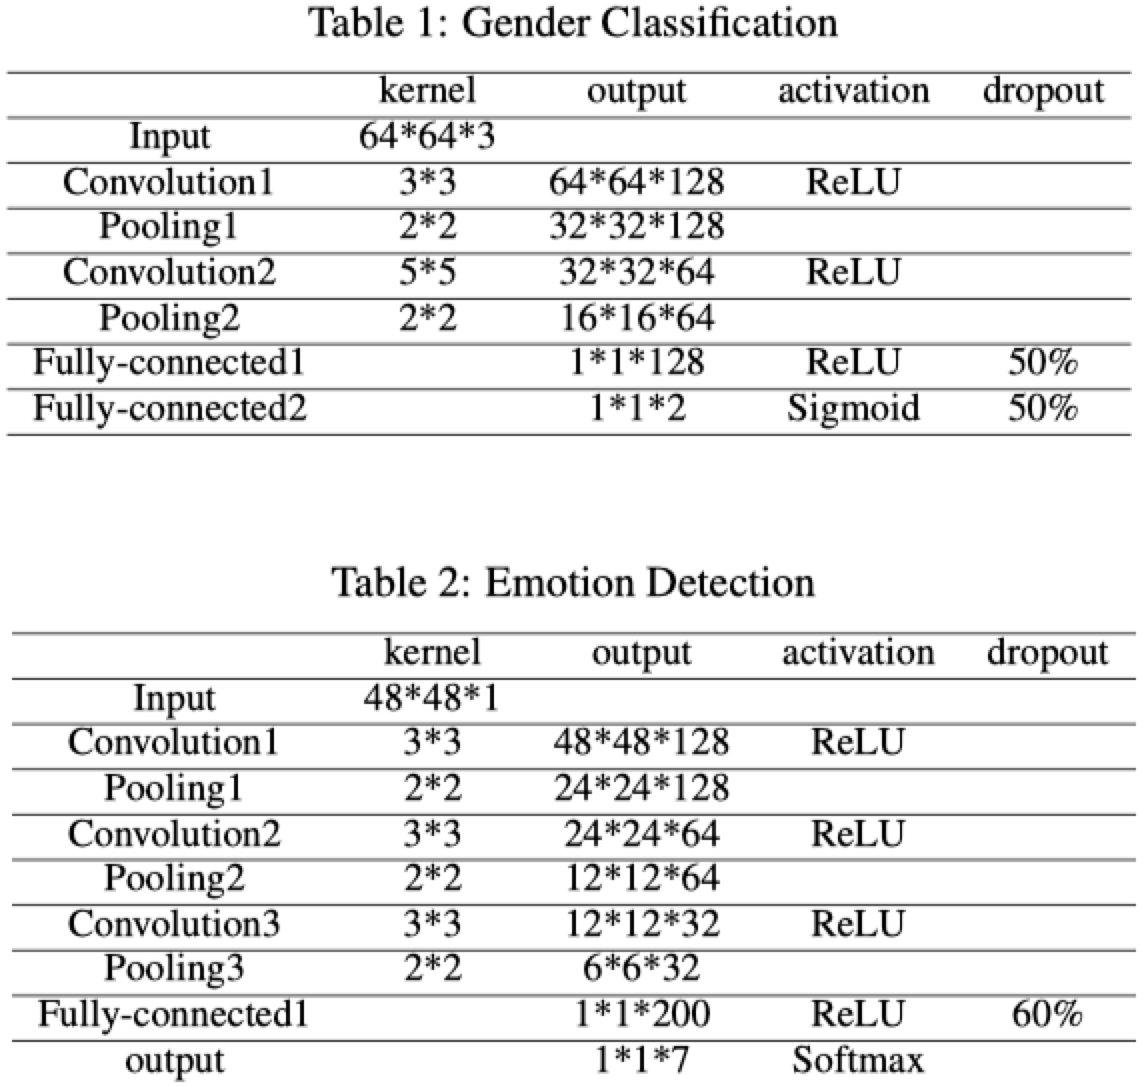 Table 1: Gender Classification
kernel output activation dropout
Input 64*64*3
Convolution1 3*3 64*64*128 ReLU
Pooling1 2*2 32*32*128
Convolution2 5*5 32*32*64 ReLU
Pooling2 2*2 16*16*64
Fully-connected1 1*1*128 ReLU 50%
Fully-connected2 1*1*2 Sigmoid 50%
Table 2: Emotion Detection
kernel output activation dropout
Input 48*48*1
Convolution1 3*3 48*48*128 ReLU
Pooling1 2*2 24*24*128
Convolution2 3*3 24*24*64 ReLU
Pooling2 2*2 12*12*64
Convolution3 3*3 12*12*32 ReLU
Pooling3 2*2 6*6*32
Fully-connected1 1*1*200 ReLU 60%
output 1*1*7 Softmax